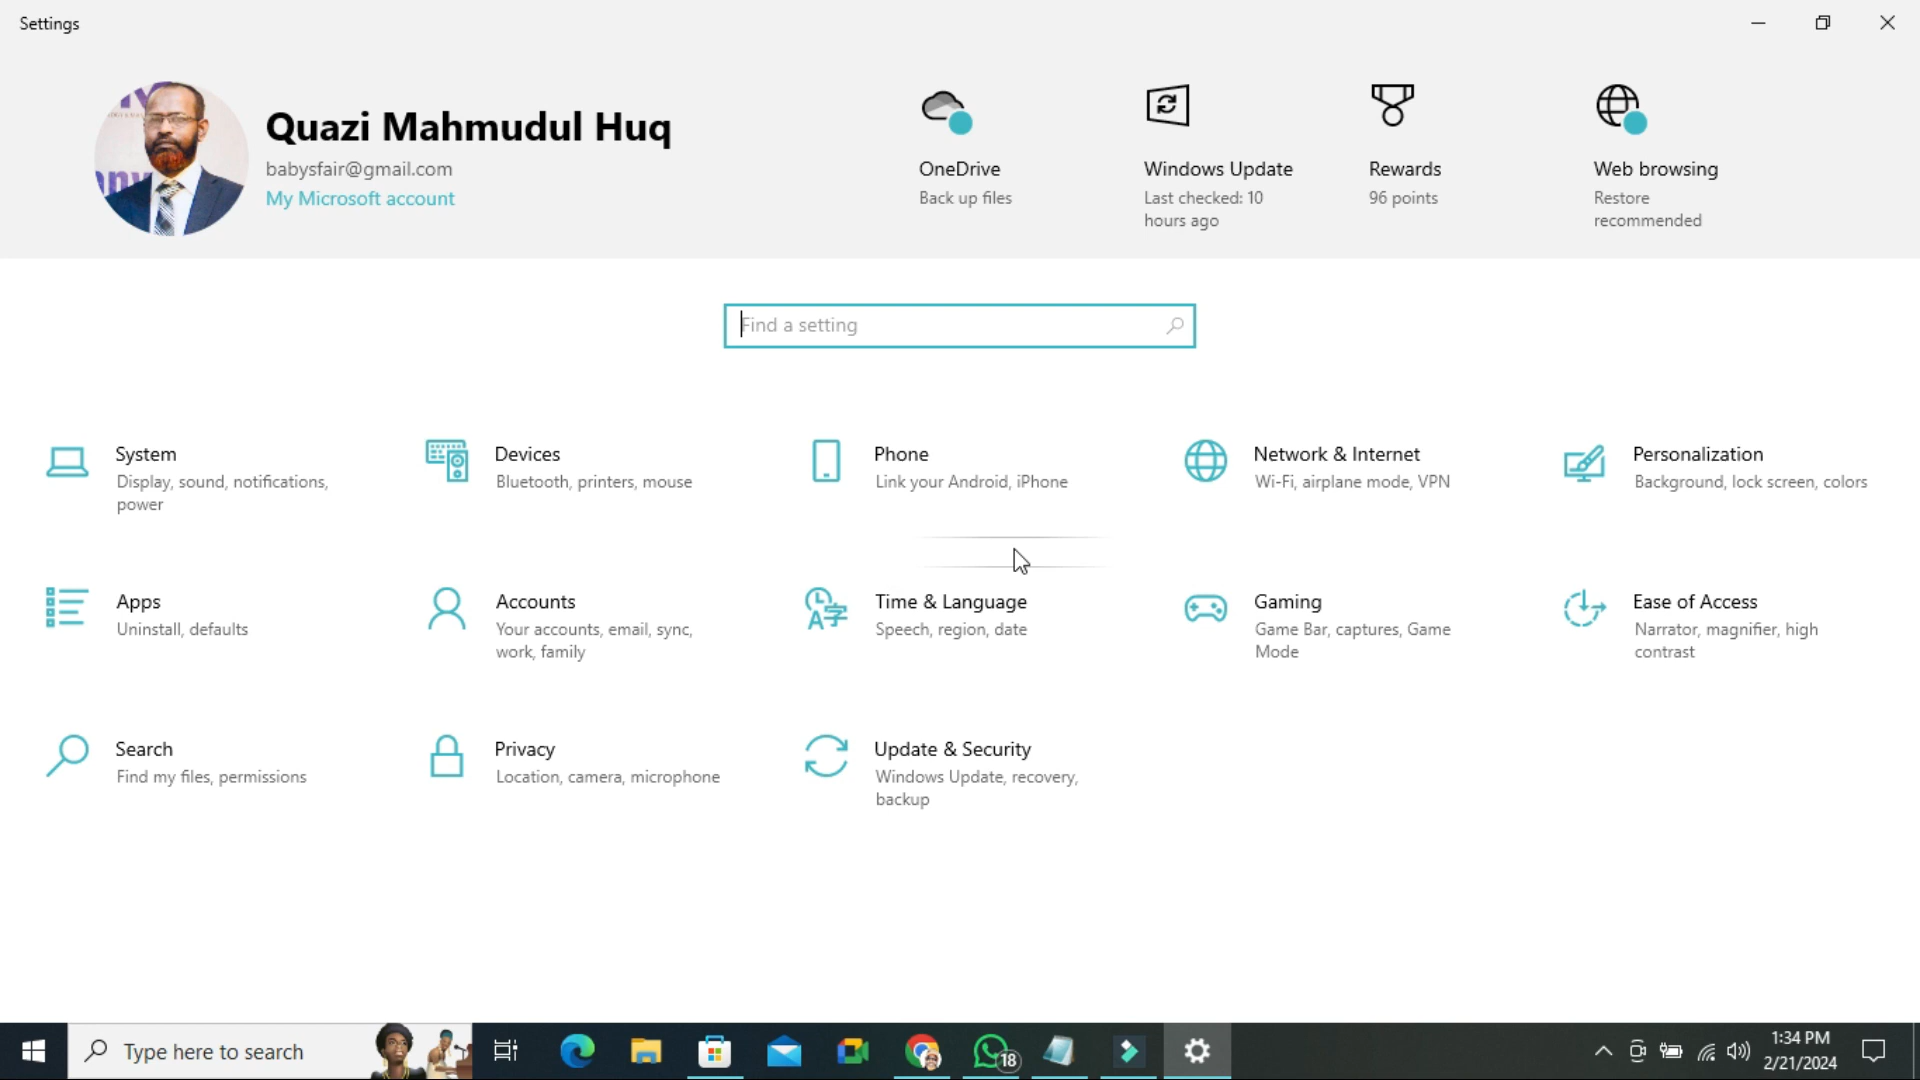 Settings
Quazi Mahmudul Huq
babysfair@gmail.com
My Microsoft account
OneDrive
Back up files
Windows Update
Last checked: 10
hours ago
Rewards
96 points
Web browsing
Restore
recommended
Find a setting
System
Display, sound, notifications,
power
Devices
Bluetooth, printers, mouse
Phone
Link your Android, iPhone
Network & Internet
Wi-Fi, airplane mode, VPN
Personalization
Background, lock screen, colors
Apps
Uninstall, defaults
Accounts
Your accounts, email, sync,
work, family
Time & Language
Speech, region, date
Gaming
Game Bar, captures, Game
Mode
Ease of Access
Narrator, magnifier, high
contrast
Search
Find my files, permissions
Privacy
Location, camera, microphone
Update & Security
Windows Update, recovery,
backup
Type here to search
18
1:34 PM
2/21/2024